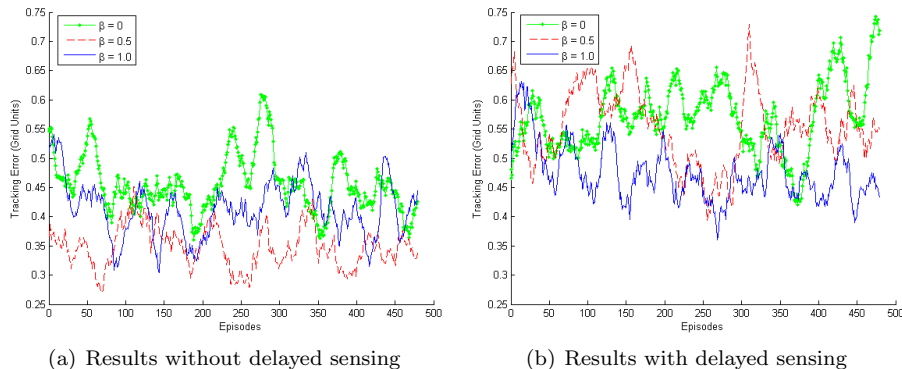 0.75
0.7
0.65
0.6
0.55
0.5
0.45
0.4
0.35
0.3
0.25
Tracking Error (Grid Units)
β = 0
β = 0.5
β = 1.0
0 50 100 150 200 250 300 350 400 450 500
Episodes
(a) Results without delayed sensing
0.75
0.7
0.65
0.6
0.55
0.5
0.45
0.4
0.35
0.3
0.25
Tracking Error (Grid Units)
β = 0
β = 0.5
β = 1.0
0 50 100 150 200 250 300 350 400 450 500
Episodes
(b) Results with delayed sensing